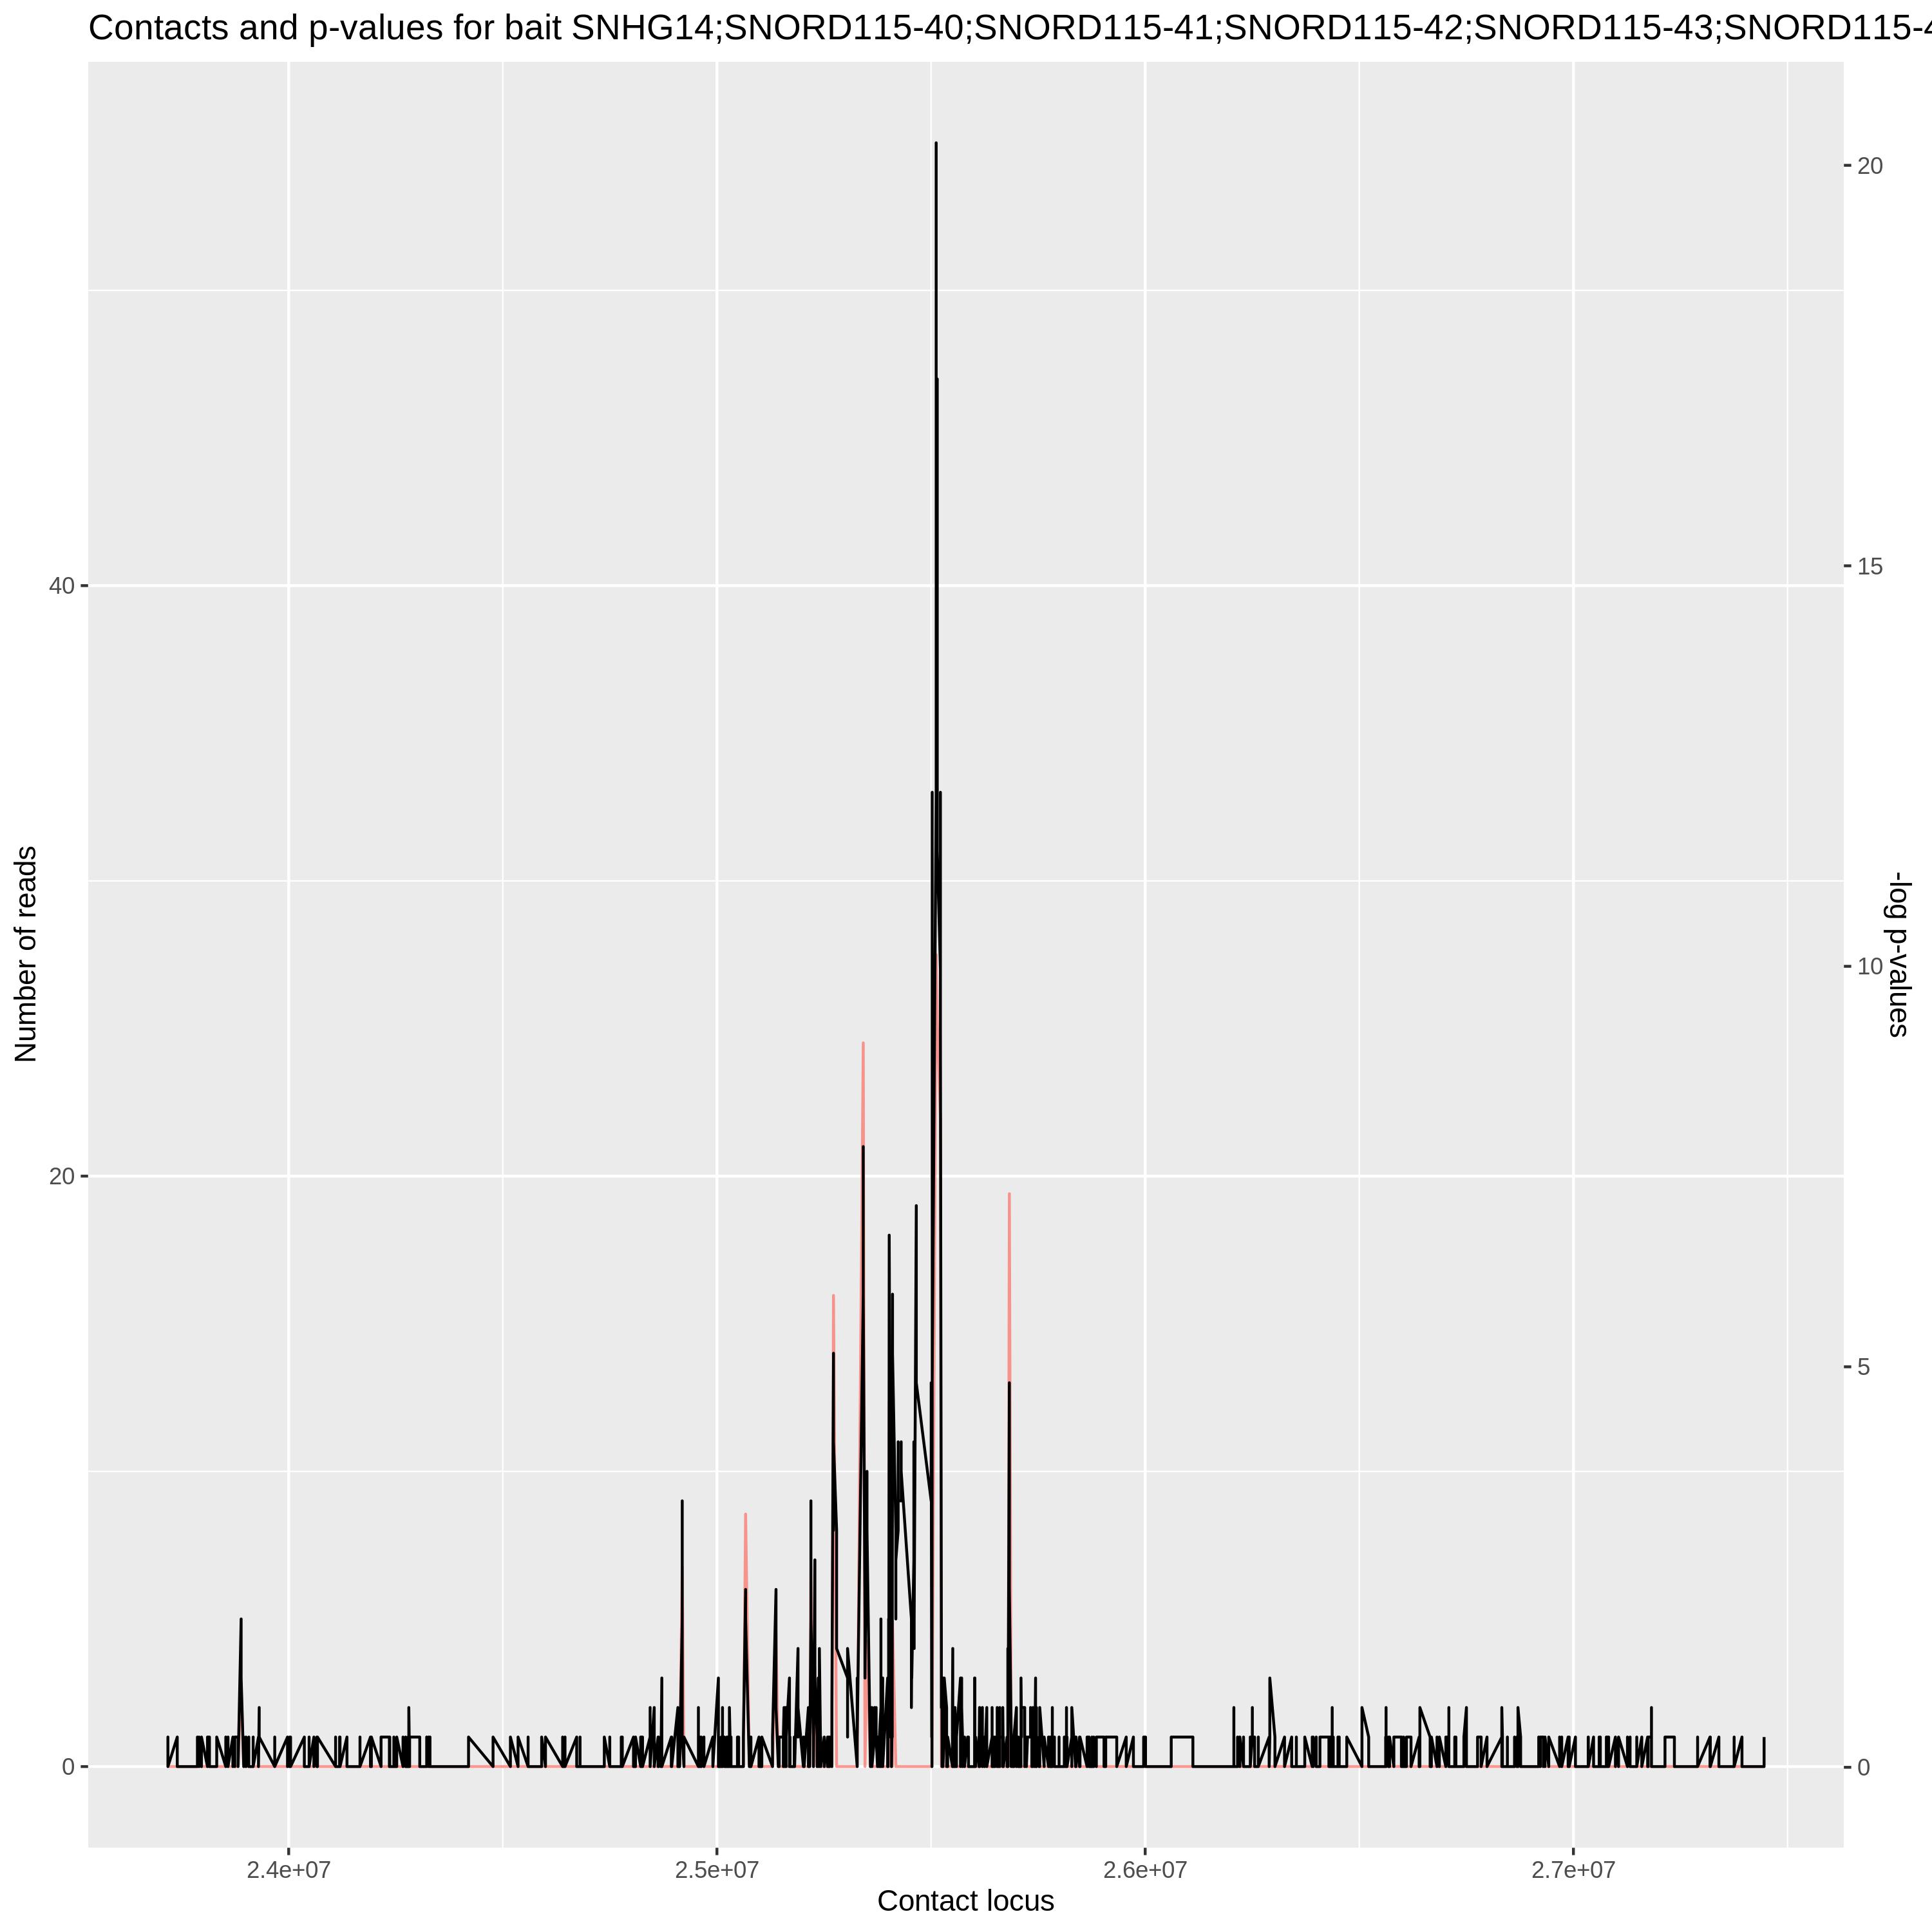 Contacts and p-values for bait SNHG14;SNORD115-40;SNORD115-41;SNORD115-42;SNORD115-43;SNORD115-4
20
40
15
Number of reads
-log p-values
10
20
5
0
0
2.4e+07
2.5e+07
2.6e+07
2.7e+07
Contact locus